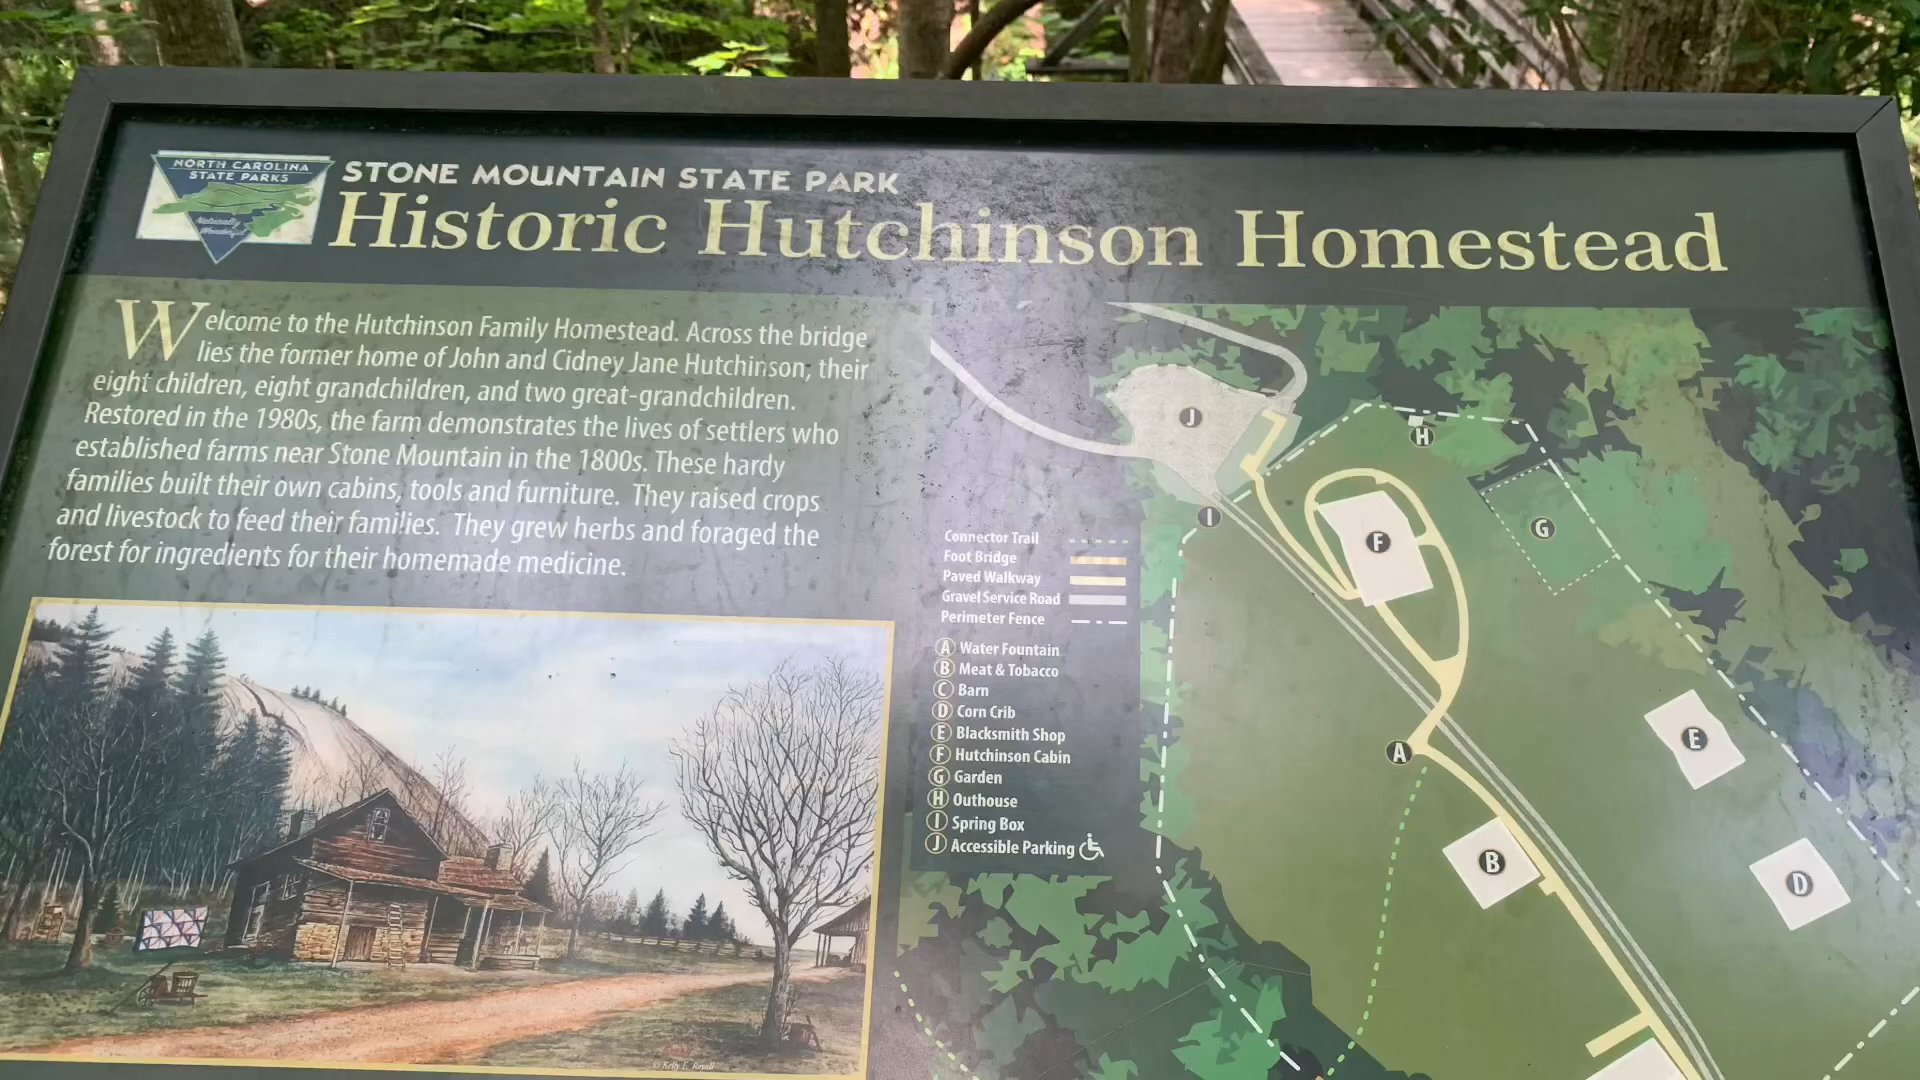 NORTH CAROLINA
STATE PARKS
Naturally
Wonderful
STONE MOUNTAIN STATE PARK
Historic Hutchinson Homestead
Welcome to the Hutchinson Family Homestead. Across the bridge
lies the former home of John and Cidney Jane Hutchinson; their
eight children, eight grandchildren, and two great-grandchildren.
Restored in the 1980s, the farm demonstrates the lives of settlers who
established farms near Stone Mountain in the 1800s. These hardy
families built their own cabins, tools and furniture. They raised crops
and livestock to feed their families. They grew herbs and foraged the
forest for ingredients for their homemade medicine.
Connector Trail
Foot Bridge
Paved Walkway
Gravel Service Road
Perimeter Fence
A Water Fountain
B Meat & Tobacco
C Barn
D Corn Crib
E Blacksmith Shop
F Hutchinson Cabin
G Garden
H Outhouse
I Spring Box
J Accessible Parking
J
H
I
F
G
A
E
B
D
© Kelly L. Royall